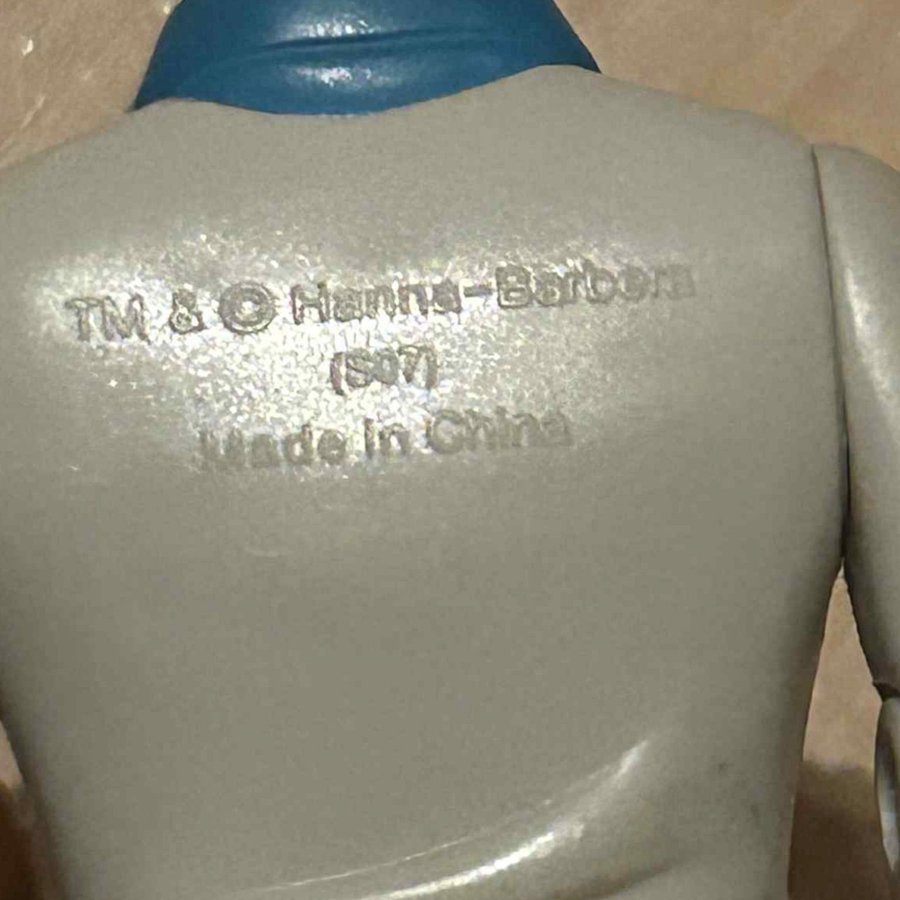 TM & © Hanna-Barbera
(S07)
Made in China